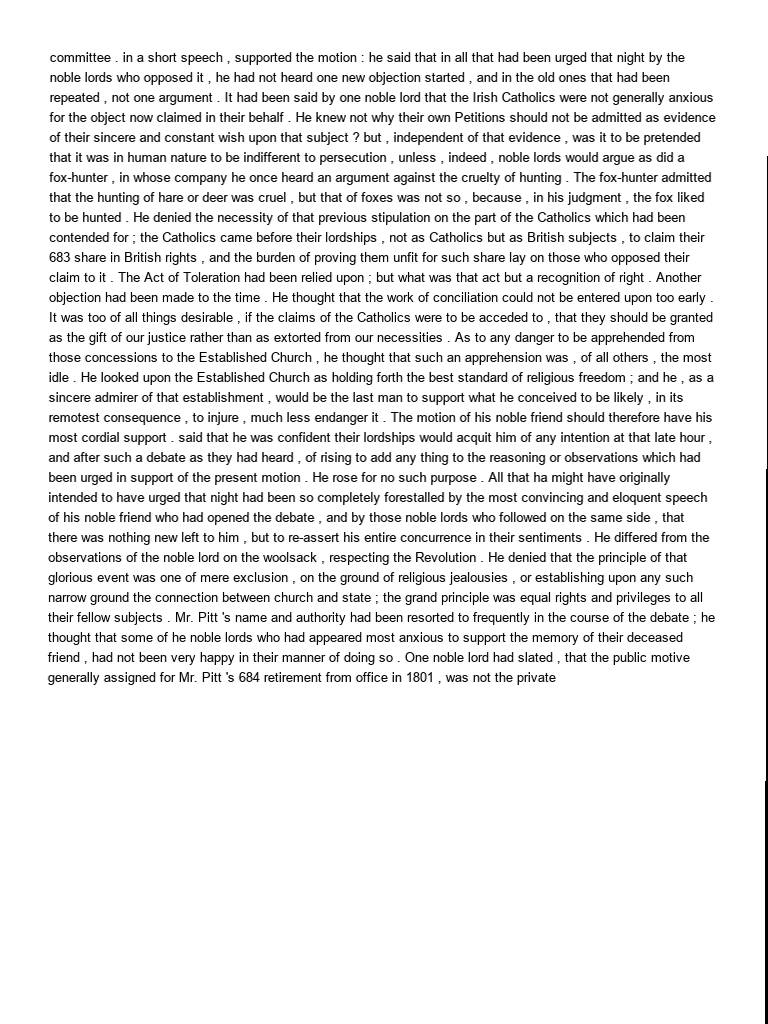 committee . in a short speech , supported the motion : he said that in all that had been urged that night by the
noble lords who opposed it , he had not heard one new objection started , and in the old ones that had been
repeated , not one argument . It had been said by one noble lord that the Irish Catholics were not generally anxious
for the object now claimed in their behalf . He knew not why their own Petitions should not be admitted as evidence
of their sincere and constant wish upon that subject ? but , independent of that evidence , was it to be pretended
that it was in human nature to be indifferent to persecution , unless , indeed , noble lords would argue as did a
fox-hunter , in whose company he once heard an argument against the cruelty of hunting . The fox-hunter admitted
that the hunting of hare or deer was cruel , but that of foxes was not so , because , in his judgment , the fox liked
to be hunted . He denied the necessity of that previous stipulation on the part of the Catholics which had been
contended for ; the Catholics came before their lordships , not as Catholics but as British subjects , to claim their
683 share in British rights , and the burden of proving them unfit for such share lay on those who opposed their
claim to it . The Act of Toleration had been relied upon ; but what was that act but a recognition of right . Another
objection had been made to the time . He thought that the work of conciliation could not be entered upon too early .
It was too of all things desirable , if the claims of the Catholics were to be acceded to , that they should be granted
as the gift of our justice rather than as extorted from our necessities . As to any danger to be apprehended from
those concessions to the Established Church , he thought that such an apprehension was , of all others , the most
idle . He looked upon the Established Church as holding forth the best standard of religious freedom ; and he , as a
sincere admirer of that establishment , would be the last man to support what he conceived to be likely , in its
remotest consequence , to injure , much less endanger it . The motion of his noble friend should therefore have his
most cordial support . said that he was confident their lordships would acquit him of any intention at that late hour ,
and after such a debate as they had heard , of rising to add any thing to the reasoning or observations which had
been urged in support of the present motion . He rose for no such purpose . All that ha might have originally
intended to have urged that night had been so completely forestalled by the most convincing and eloquent speech
of his noble friend who had opened the debate , and by those noble lords who followed on the same side , that
there was nothing new left to him , but to re-assert his entire concurrence in their sentiments . He differed from the
observations of the noble lord on the woolsack , respecting the Revolution . He denied that the principle of that
glorious event was one of mere exclusion , on the ground of religious jealousies , or establishing upon any such
narrow ground the connection between church and state ; the grand principle was equal rights and privileges to all
their fellow subjects . Mr. Pitt 's name and authority had been resorted to frequently in the course of the debate ; he
thought that some of he noble lords who had appeared most anxious to support the memory of their deceased
friend , had not been very happy in their manner of doing so . One noble lord had slated , that the public motive
generally assigned for Mr. Pitt 's 684 retirement from office in 1801 , was not the private